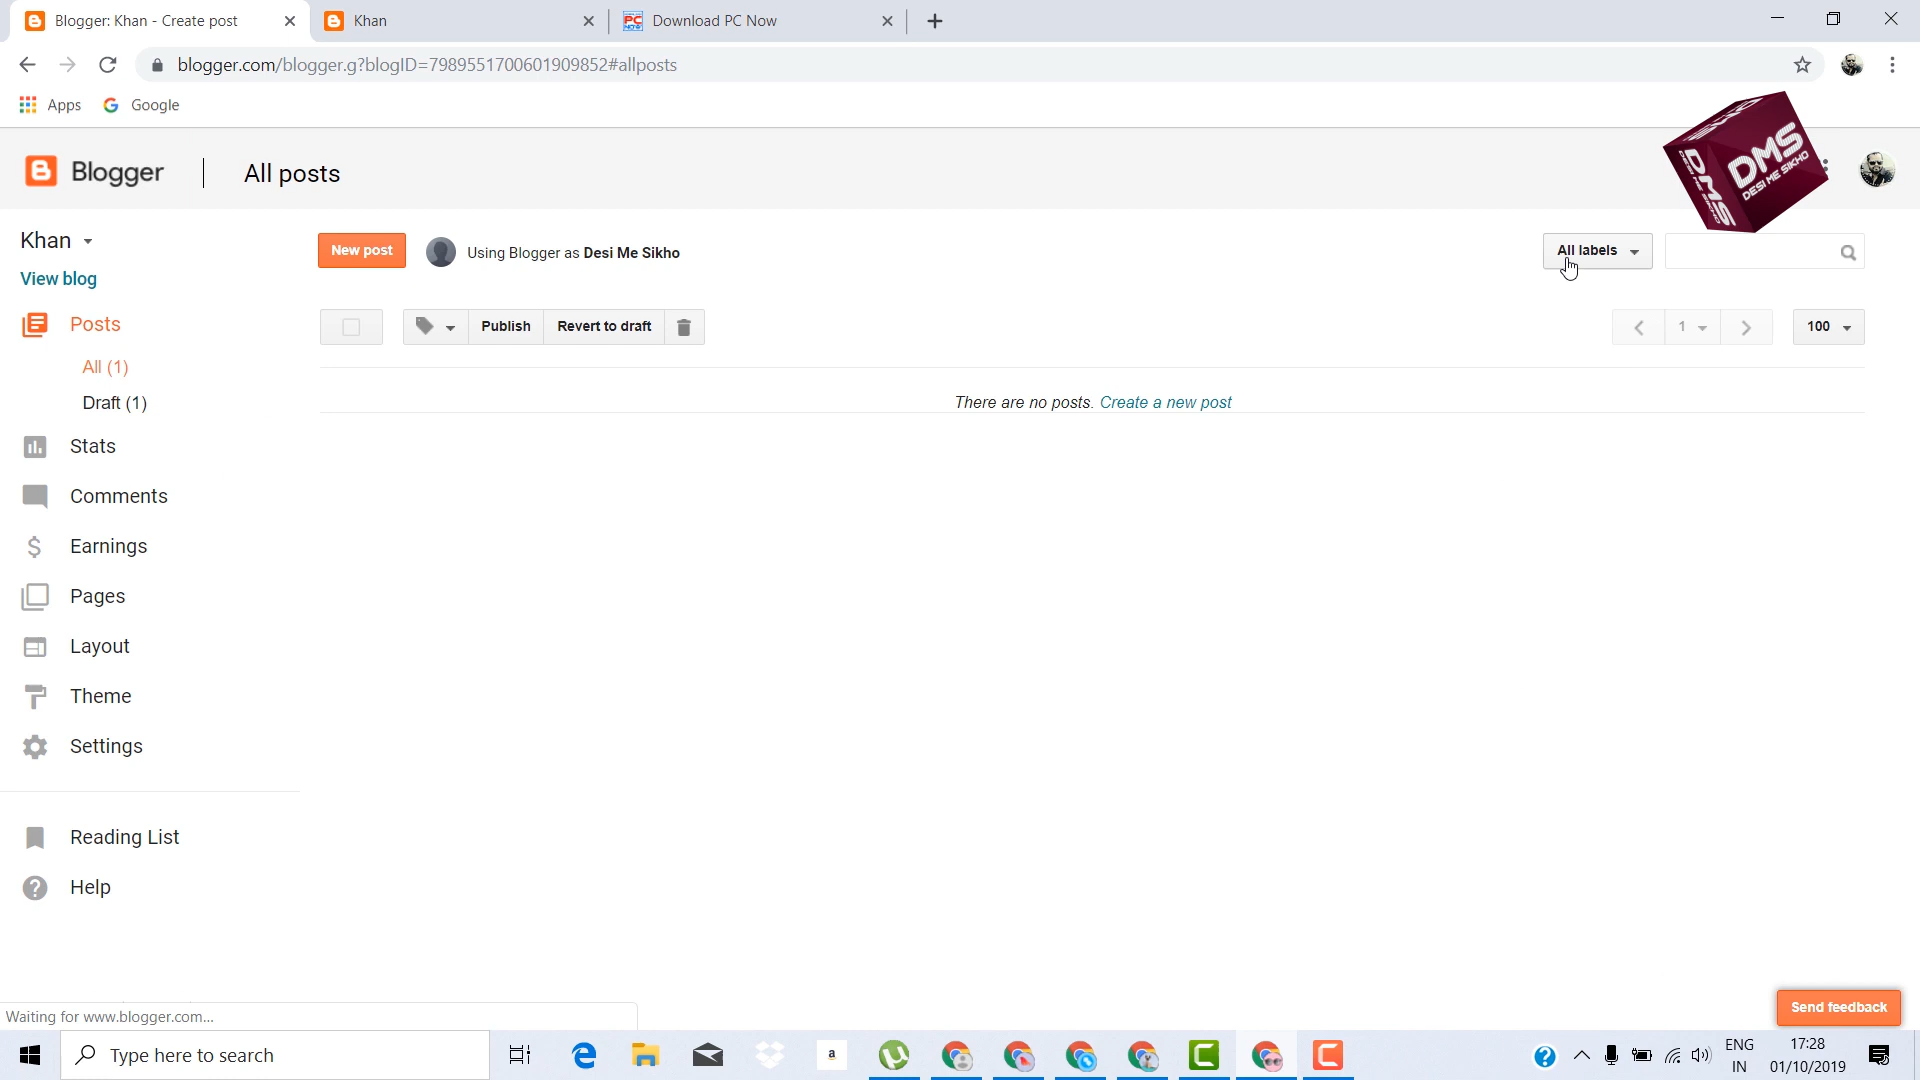 Blogger: Khan - Create post
Khan
Download PC Now
blogger.com/blogger.g?blogID=7989551700601909852#allposts
Apps
Google
Blogger
All posts
DMS
DESI ME SIKHO
DMS
DESI ME SIKHO
Khan
New post
Using Blogger as Desi Me Sikho
All labels
View blog
Posts
Publish
Revert to draft
1
100
All (1)
Draft (1)
There are no posts. Create a new post
Stats
Comments
Earnings
Pages
Layout
Theme
Settings
Reading List
Help
Send feedback
Waiting for www.blogger.com...
Type here to search
a
ENG
IN
17:28
01/10/2019